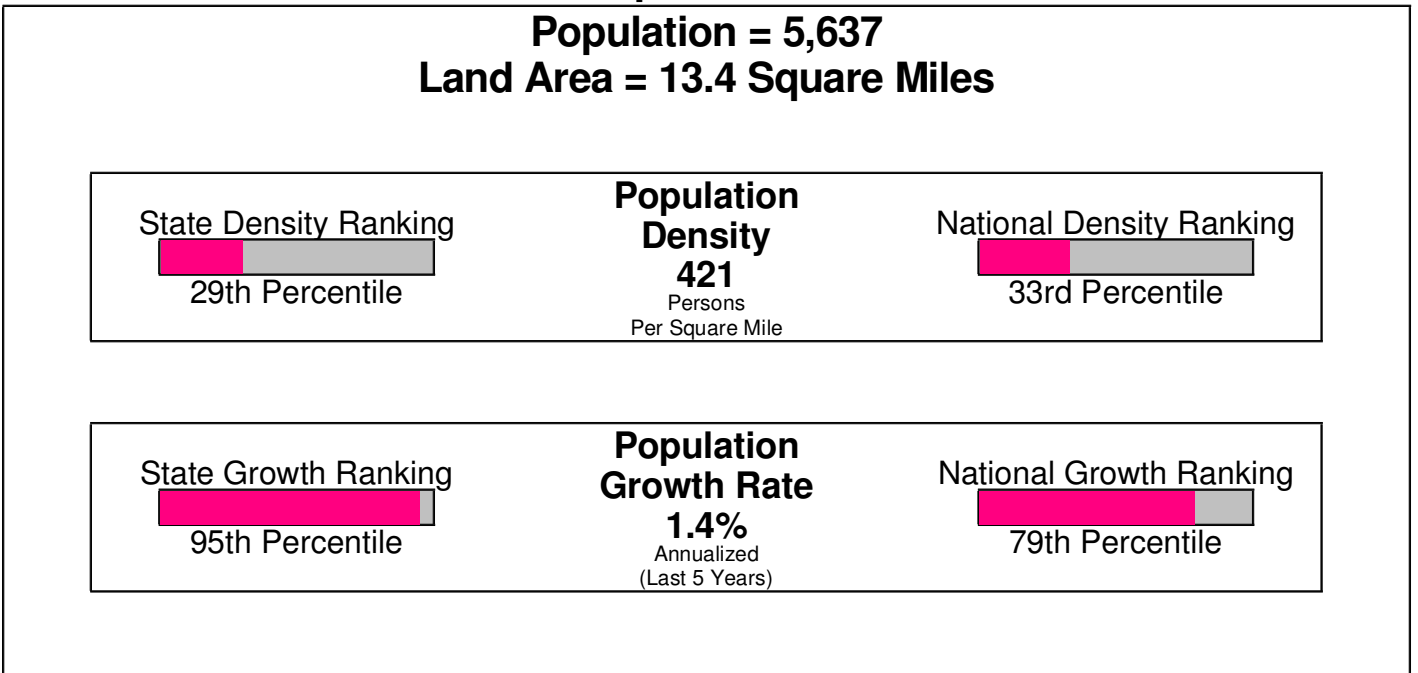 Population = 5,637
Land Area = 13.4 Square Miles
State Density Ranking
29th Percentile
Population
Density
421
Persons
Per Square Mile
National Density Ranking
33rd Percentile
State Growth Ranking
95th Percentile
Population
Growth Rate
1.4%
Annualized
(Last 5 Years)
National Growth Ranking
79th Percentile